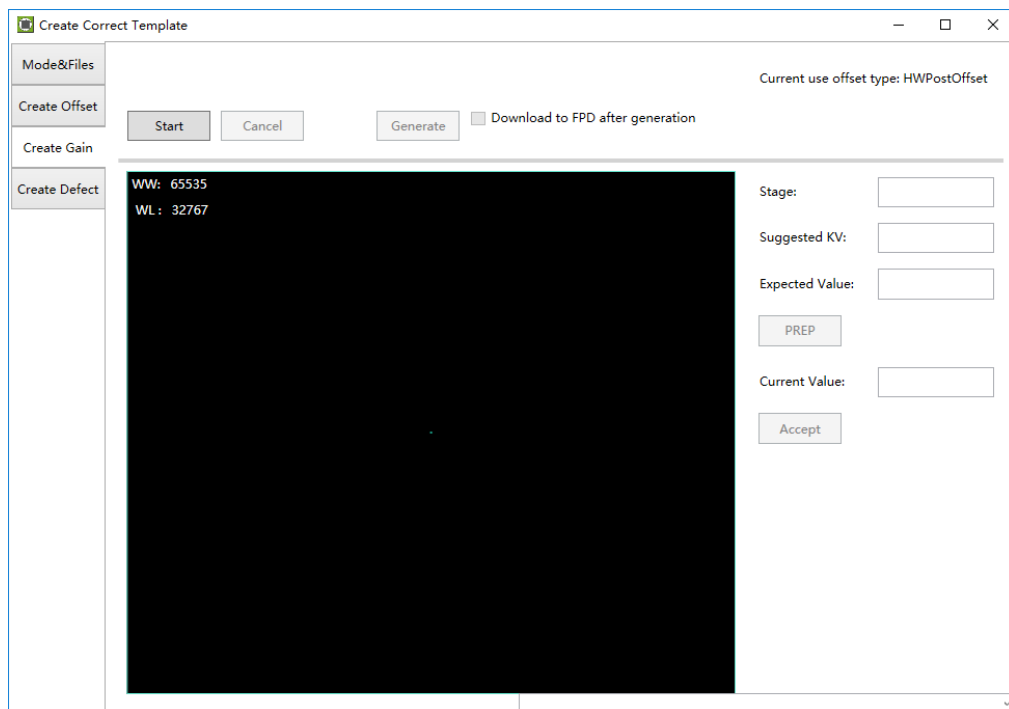 Create Correct Template
Mode&Files
Create Offset
Create Gain
Create Defect
Current use offset type: HWPostOffset
Start
Cancel
Generate
Download to FPD after generation
WW: 65535
WL: 32767
Stage:
Suggested KV:
Expected Value:
PREP
Current Value:
Accept